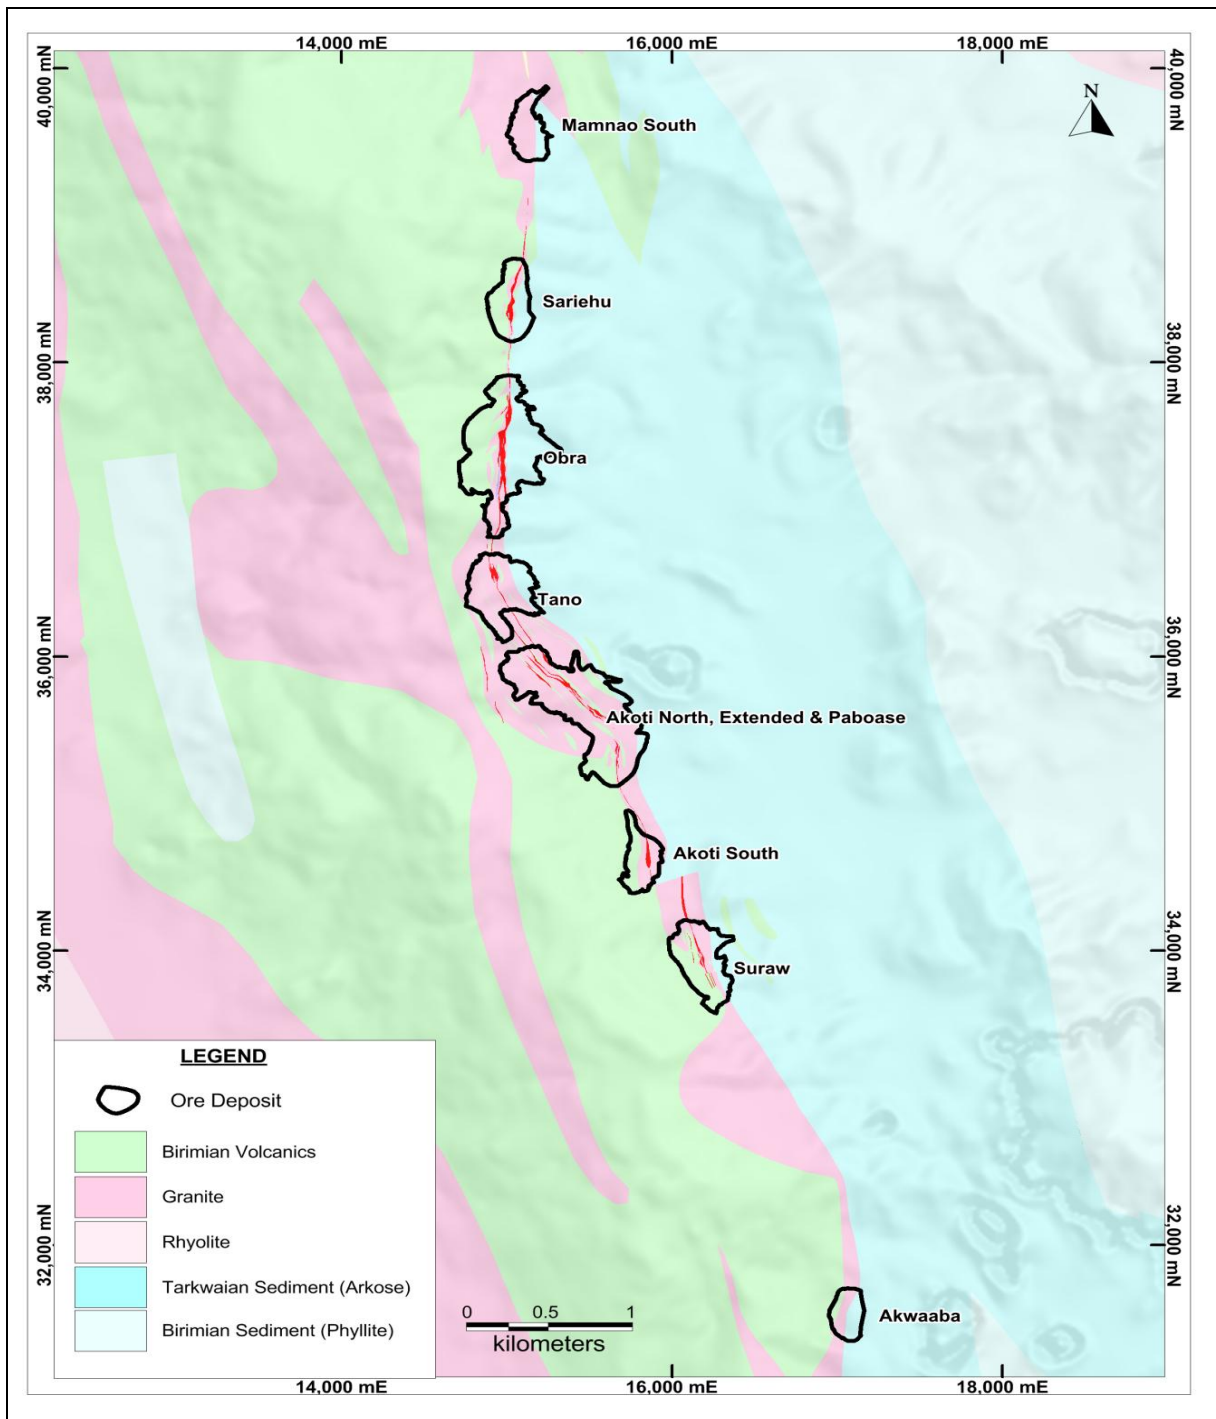 14,000 mE
16,000 mE
18,000 mE
40,000 mN
40,000 mN
N
Mamnao South
Sariehu
38,000 mN
38,000 mN
Obra
Tano
36,000 mN
36,000 mN
Akoti North, Extended & Paboase
Akoti South
34,000 mN
34,000 mN
Suraw
LEGEND
Ore Deposit
Birimian Volcanics
Granite
Rhyolite
Tarkwaian Sediment (Arkose)
Birimian Sediment (Phyllite)
32,000 mN
32,000 mN
0 0.5 1
kilometers
Akwaaba
14,000 mE
16,000 mE
18,000 mE